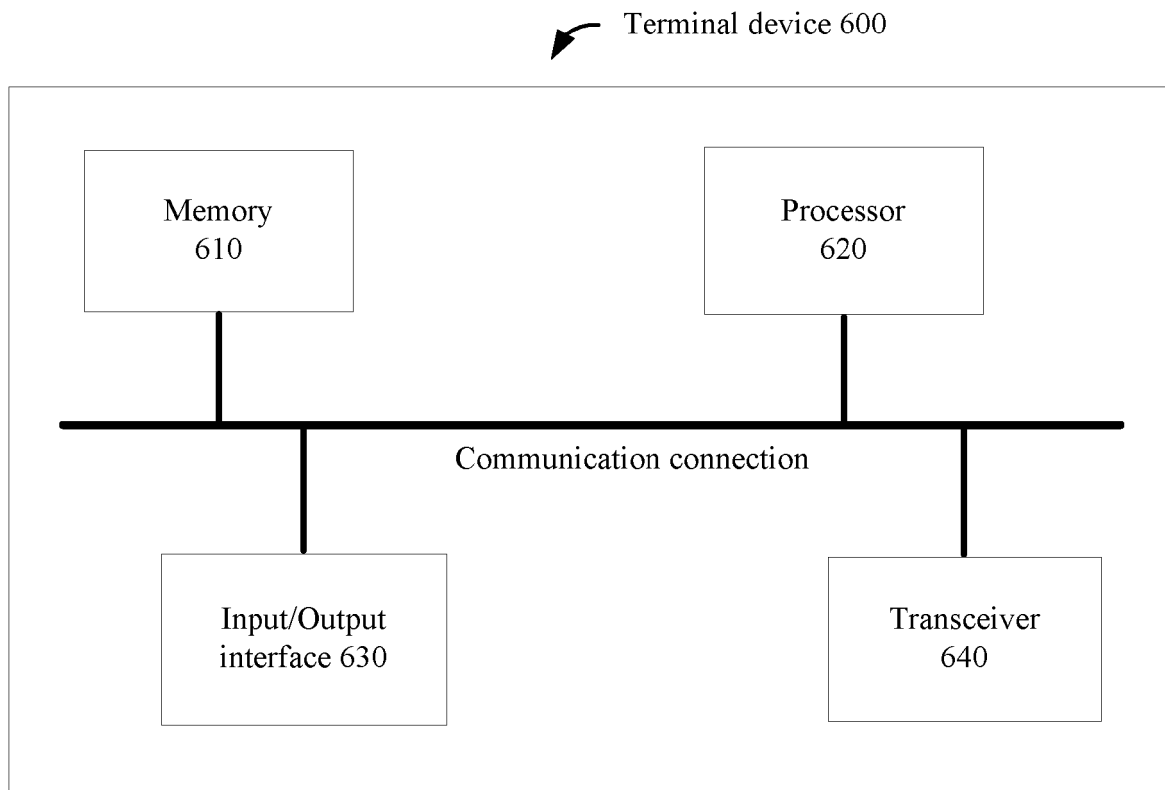 Terminal device 600
Memory
610
Processor
620
Communication connection
Input/Output
interface 630
Transceiver
640